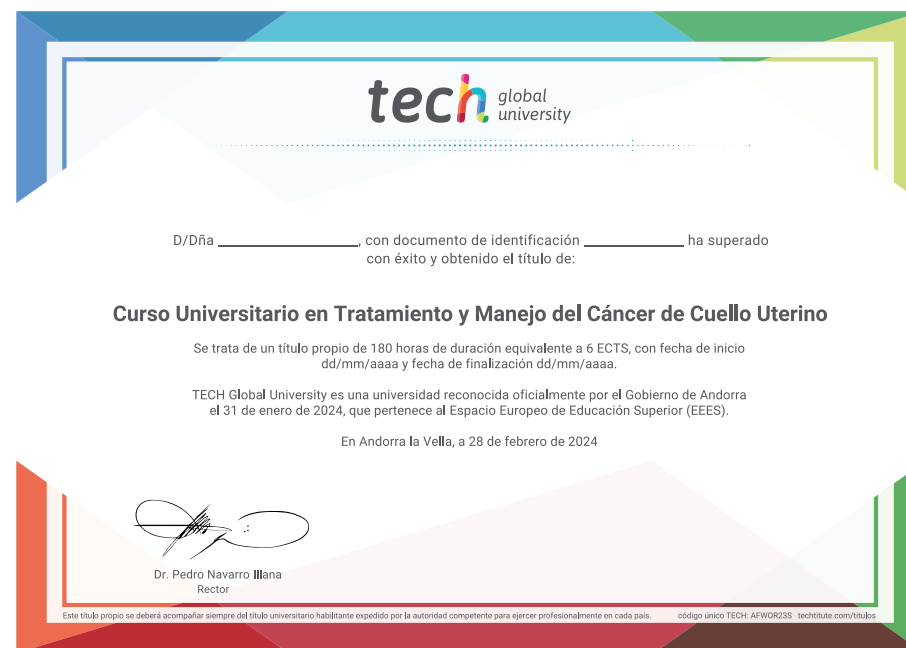 tech global university
D/Dña ____________________, con documento de identificación ______________ ha superado
con éxito y obtenido el título de:
Curso Universitario en Tratamiento y Manejo del Cáncer de Cuello Uterino
Se trata de un título propio de 180 horas de duración equivalente a 6 ECTS, con fecha de inicio
dd/mm/aaaa y fecha de finalización dd/mm/aaaa.
TECH Global University es una universidad reconocida oficialmente por el Gobierno de Andorra
el 31 de enero de 2024, que pertenece al Espacio Europeo de Educación Superior (EEES).
En Andorra la Vella, a 28 de febrero de 2024
Dr. Pedro Navarro Illana
Rector
Este título propio se deberá acompañar siempre del título universitario habilitante expedido por la autoridad competente para ejercer profesionalmente en cada país. código único TECH: AFWOR23S techtitute.com/titulos